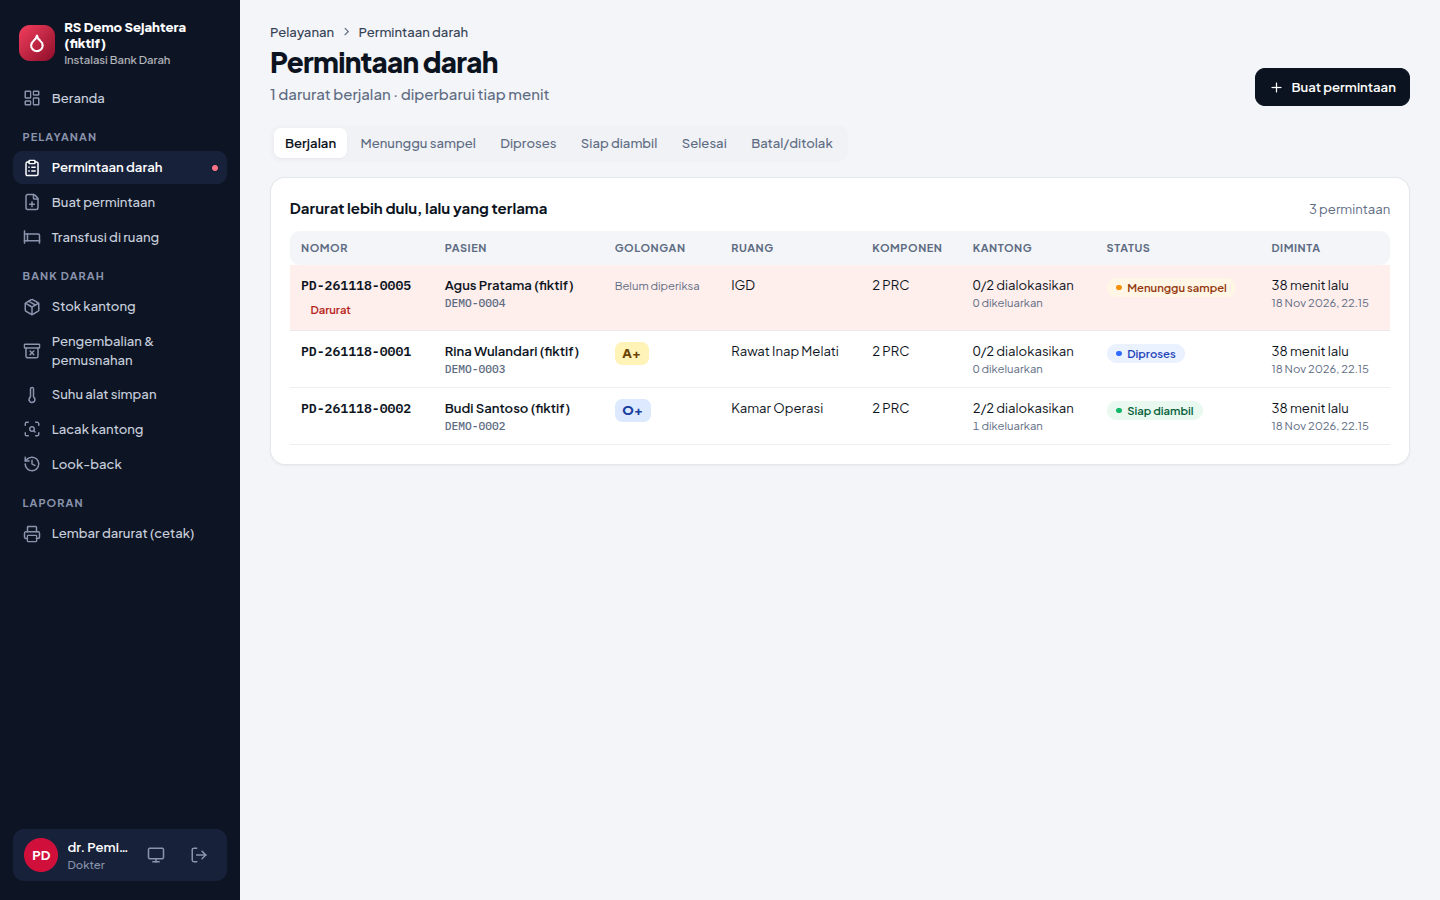 RS Demo Sejahtera
(fiktif)
Instalasi Bank Darah
Beranda
PELAYANAN
Permintaan darah
Buat permintaan
Transfusi di ruang
BANK DARAH
Stok kantong
Pengembalian &
pemusnahan
Suhu alat simpan
Lacak kantong
Look-back
LAPORAN
Lembar darurat (cetak)
PD
dr. Pemi...
Dokter
Pelayanan > Permintaan darah
Permintaan darah
1 darurat berjalan · diperbarui tiap menit
+ Buat permintaan
Berjalan Menunggu sampel Diproses Siap diambil Selesai Batal/ditolak
Darurat lebih dulu, lalu yang terlama 3 permintaan
NOMOR PASIEN GOLONGAN RUANG KOMPONEN KANTONG STATUS DIMINTA
PD-261118-0005 Agus Pratama (fiktif) Belum diperiksa IGD 2 PRC 0/2 dialokasikan Menunggu sampel 38 menit lalu
Darurat DEMO-0004 0 dikeluarkan 18 Nov 2026, 22.15
PD-261118-0001 Rina Wulandari (fiktif) A+ Rawat Inap Melati 2 PRC 0/2 dialokasikan Diproses 38 menit lalu
DEMO-0003 0 dikeluarkan 18 Nov 2026, 22.15
PD-261118-0002 Budi Santoso (fiktif) O+ Kamar Operasi 2 PRC 2/2 dialokasikan Siap diambil 38 menit lalu
DEMO-0002 1 dikeluarkan 18 Nov 2026, 22.15